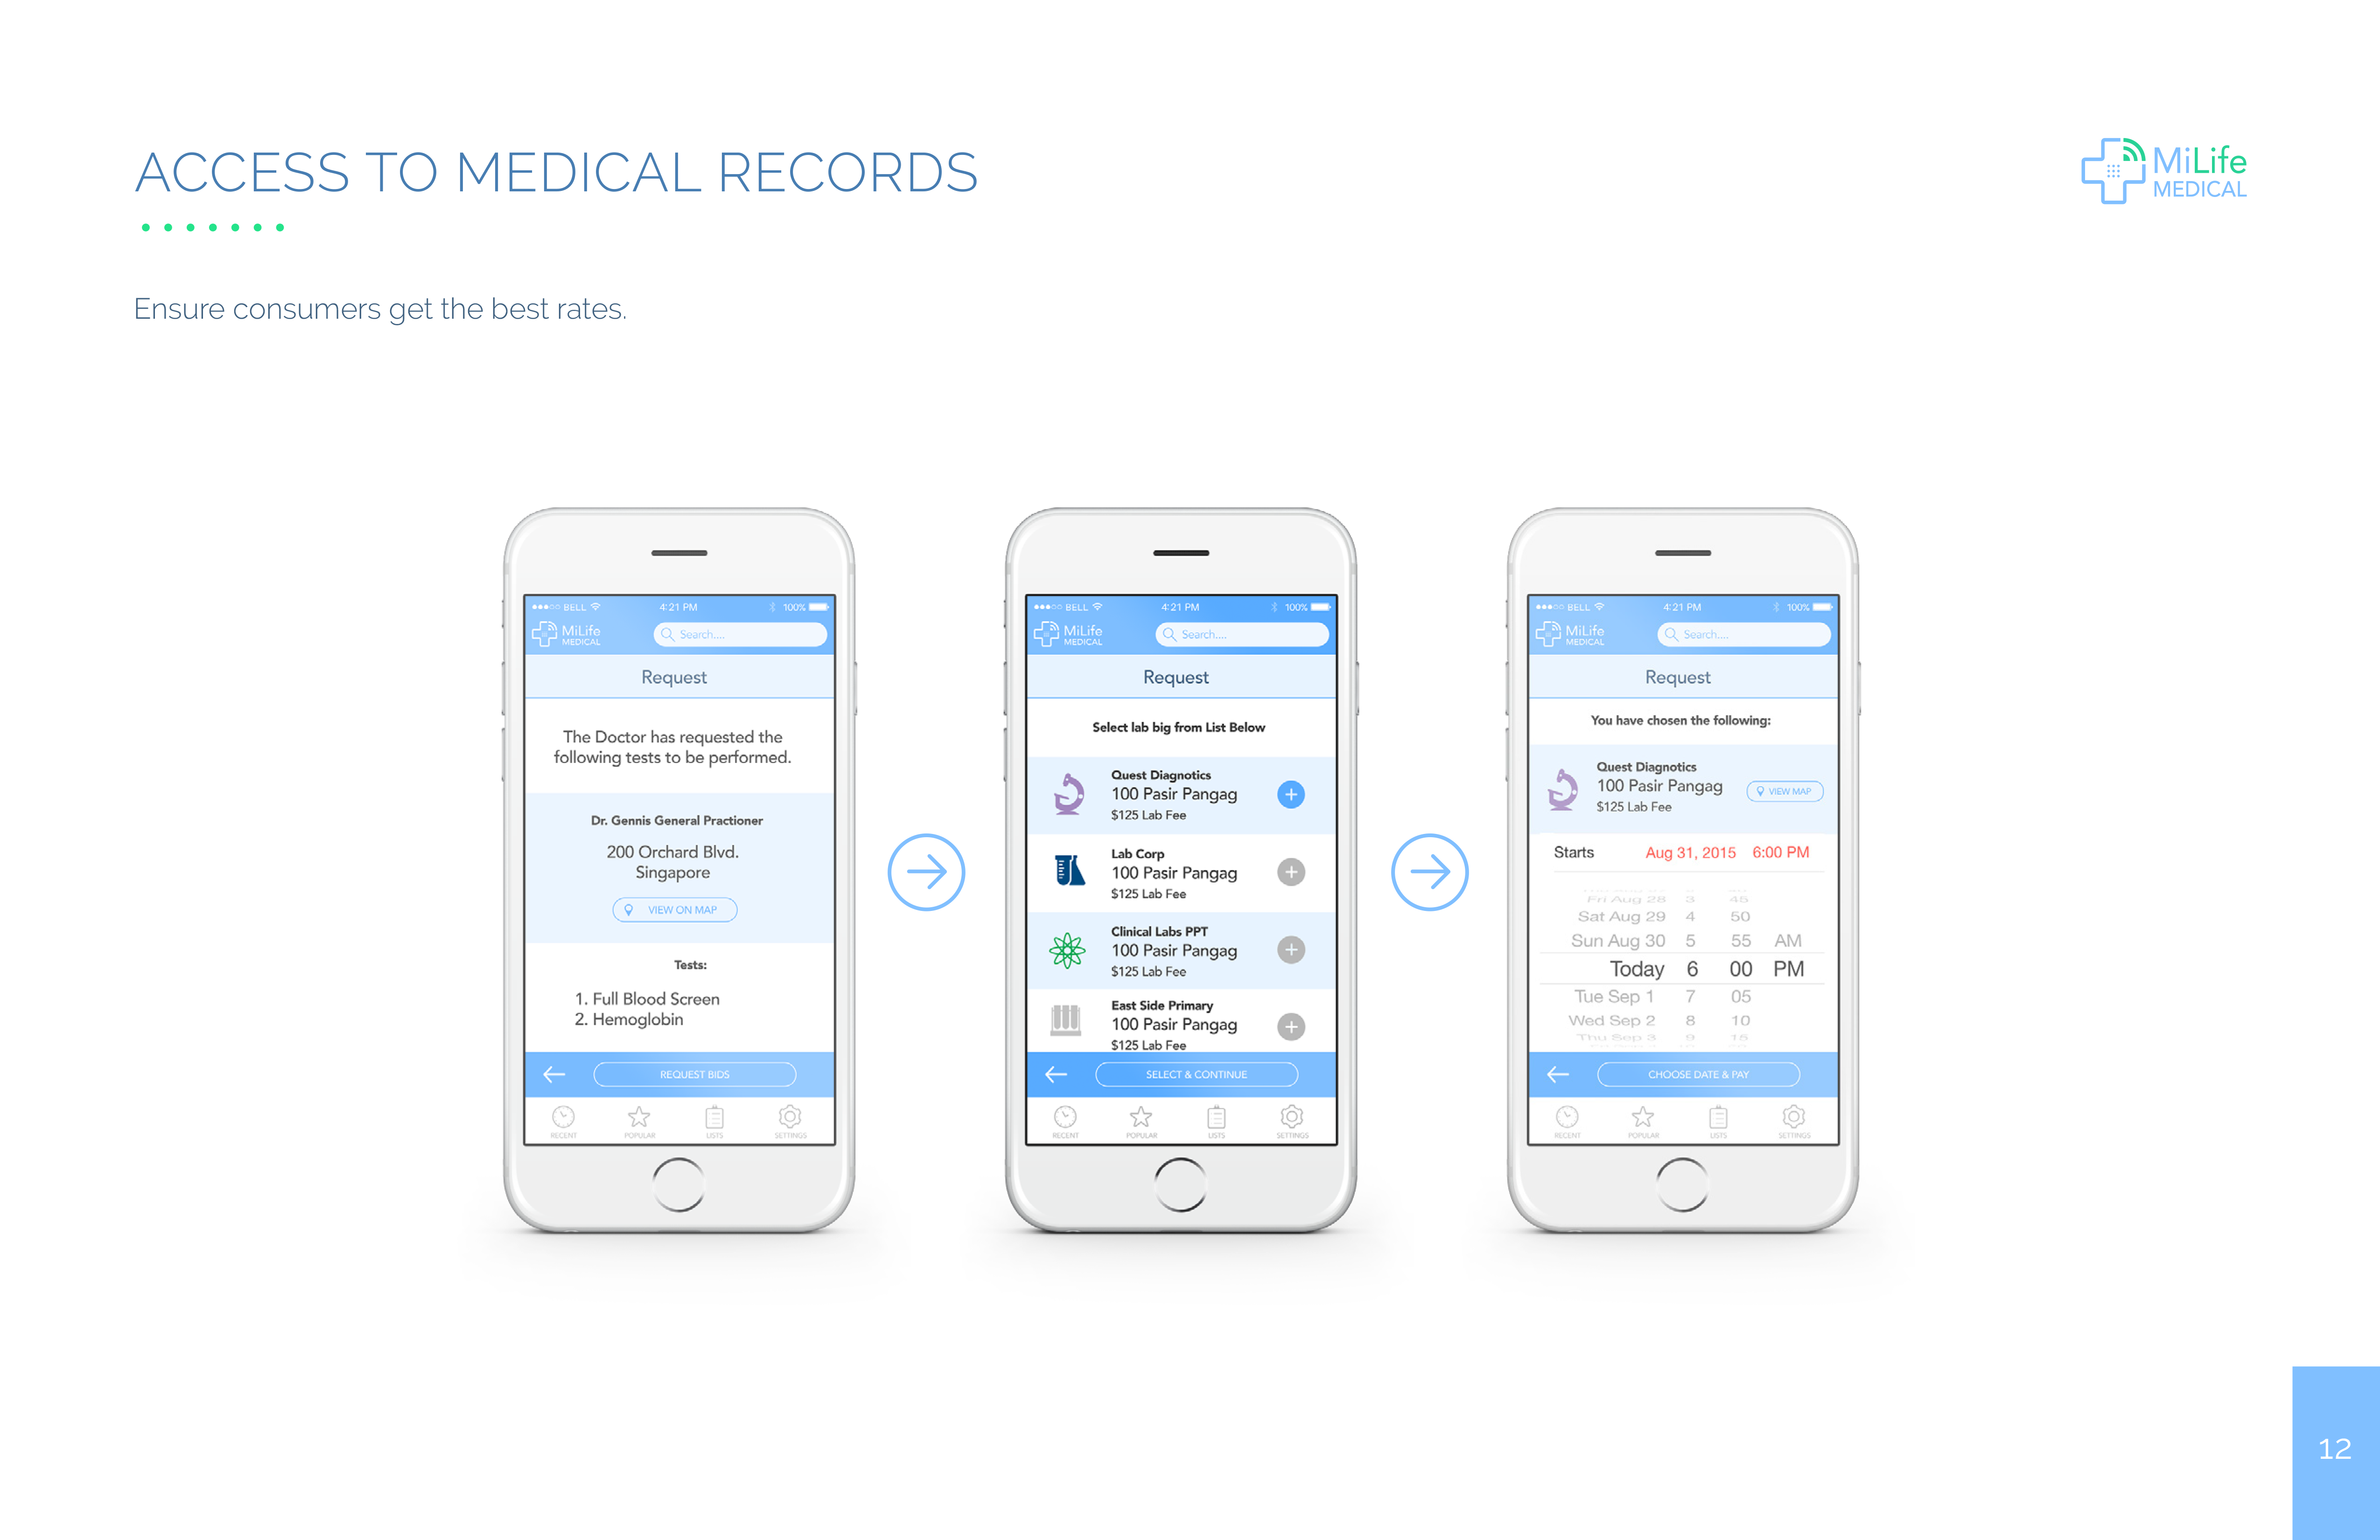 ACCESS TO MEDICAL RECORDS
MiLife
MEDICAL
Ensure consumers get the best rates.
BELL 4:21 PM 100%
MiLife
MEDICAL
Search....
Request
The Doctor has requested the
following tests to be performed.
Dr. Gennis General Practioner
200 Orchard Blvd.
Singapore
VIEW ON MAP
Tests:
1. Full Blood Screen
2. Hemoglobin
REQUEST BIDS
RECENT POPULAR LISTS SETTINGS
BELL 4:21 PM 100%
MiLife
MEDICAL
Search....
Request
Select lab big from List Below
Quest Diagnotics
100 Pasir Pangag
$125 Lab Fee
Lab Corp
100 Pasir Pangag
$125 Lab Fee
Clinical Labs PPT
100 Pasir Pangag
$125 Lab Fee
East Side Primary
100 Pasir Pangag
$125 Lab Fee
SELECT & CONTINUE
RECENT POPULAR LISTS SETTINGS
BELL 4:21 PM 100%
MiLife
MEDICAL
Search....
Request
You have chosen the following:
Quest Diagnotics
100 Pasir Pangag
$125 Lab Fee
VIEW MAP
Starts Aug 31, 2015 6:00 PM
Fri Aug 28 3 45
Sat Aug 29 4 50
Sun Aug 30 5 55 AM
Today 6 00 PM
Tue Sep 1 7 05
Wed Sep 2 8 10
Thu Sep 3 9 15
CHOOSE DATE & PAY
RECENT POPULAR LISTS SETTINGS
12